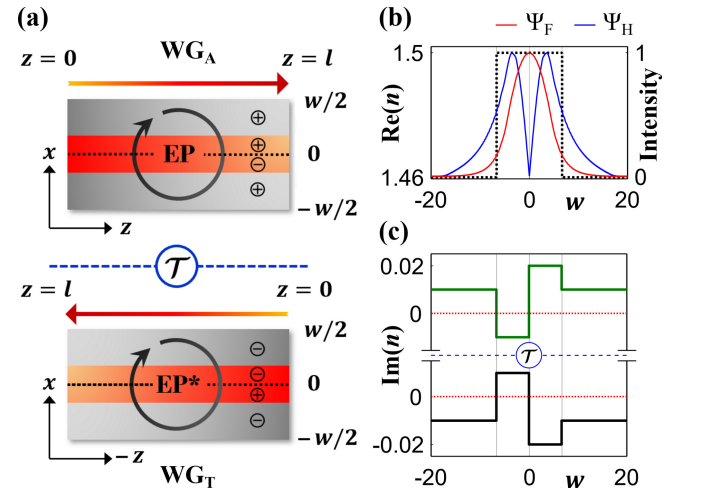 (a)
WG_A
z = 0
z = l
w/2
⊕
⊕
EP
0
⊖
⊕
x
z
−w/2
𝒯
z = l
z = 0
w/2
⊖
⊖
EP*
0
⊕
⊖
x
−z
−w/2
WG_T
(b)
Ψ_F
Ψ_H
1.5
1
Re(n)
Intensity
1.46
0
-20
0
w
20
(c)
0.02
0
Im(n)
𝒯
0
-0.02
-20
0
w
20